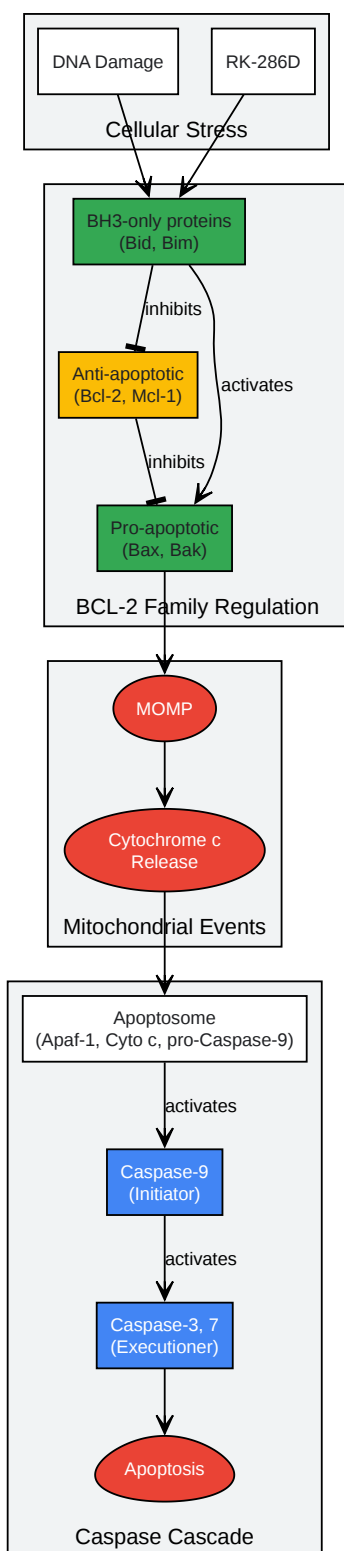 DNA Damage
RK-286D
Cellular Stress
BH3-only proteins
(Bid, Bim)
inhibits
Anti-apoptotic
(Bcl-2, Mcl-1)
activates
inhibits
Pro-apoptotic
(Bax, Bak)
BCL-2 Family Regulation
MOMP
Cytochrome c
Release
Mitochondrial Events
Apoptosome
(Apaf-1, Cyto c, pro-Caspase-9)
activates
Caspase-9
(Initiator)
activates
Caspase-3, 7
(Executioner)
Apoptosis
Caspase Cascade